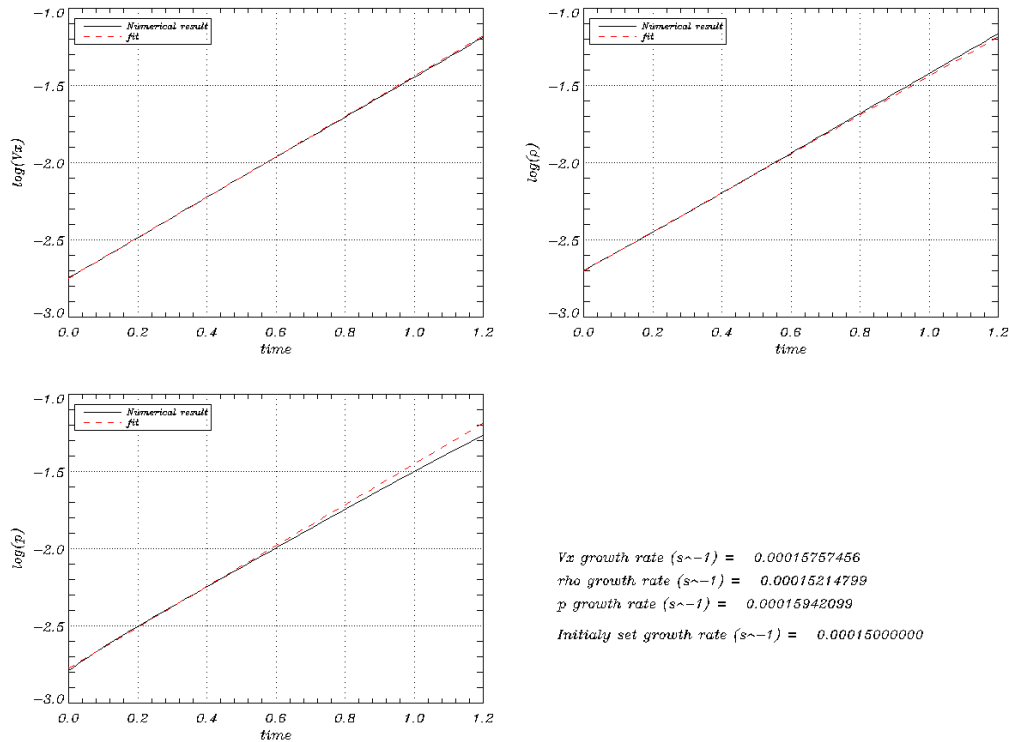 Numerical result
fit
-1.0
-1.5
-2.0
-2.5
-3.0
log(Vx)
0.0 0.2 0.4 0.6 0.8 1.0 1.2
time
Numerical result
fit
-1.0
-1.5
-2.0
-2.5
-3.0
log(ρ)
0.0 0.2 0.4 0.6 0.8 1.0 1.2
time
Numerical result
fit
-1.0
-1.5
-2.0
-2.5
-3.0
log(p)
0.0 0.2 0.4 0.6 0.8 1.0 1.2
time
Vx growth rate (s^-1) = 0.00015757456
rho growth rate (s^-1) = 0.00015214799
p growth rate (s^-1) = 0.00015942099
Initialy set growth rate (s^-1) = 0.00015000000